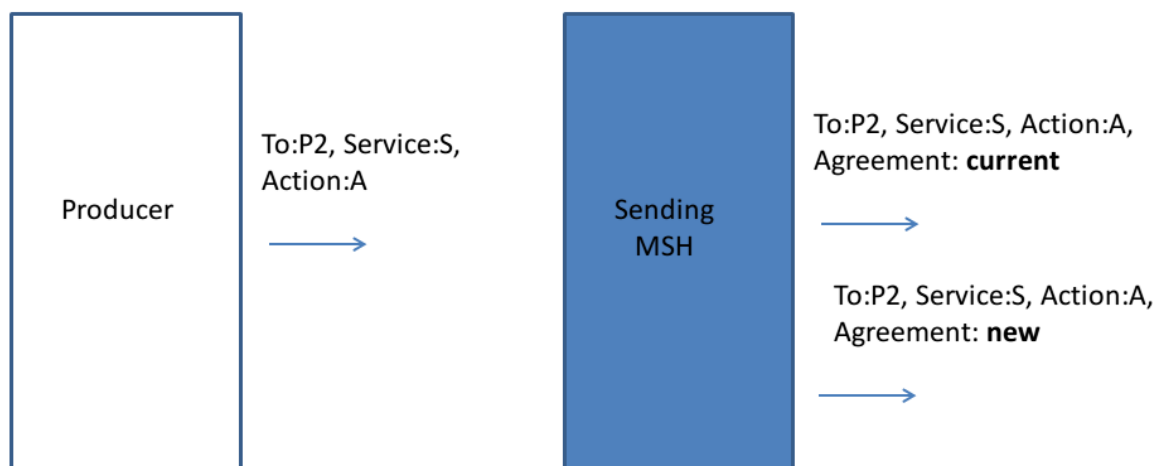 Producer
To:P2, Service:S,
Action:A
Sending
MSH
To:P2, Service:S, Action:A,
Agreement: current
To:P2, Service:S, Action:A,
Agreement: new